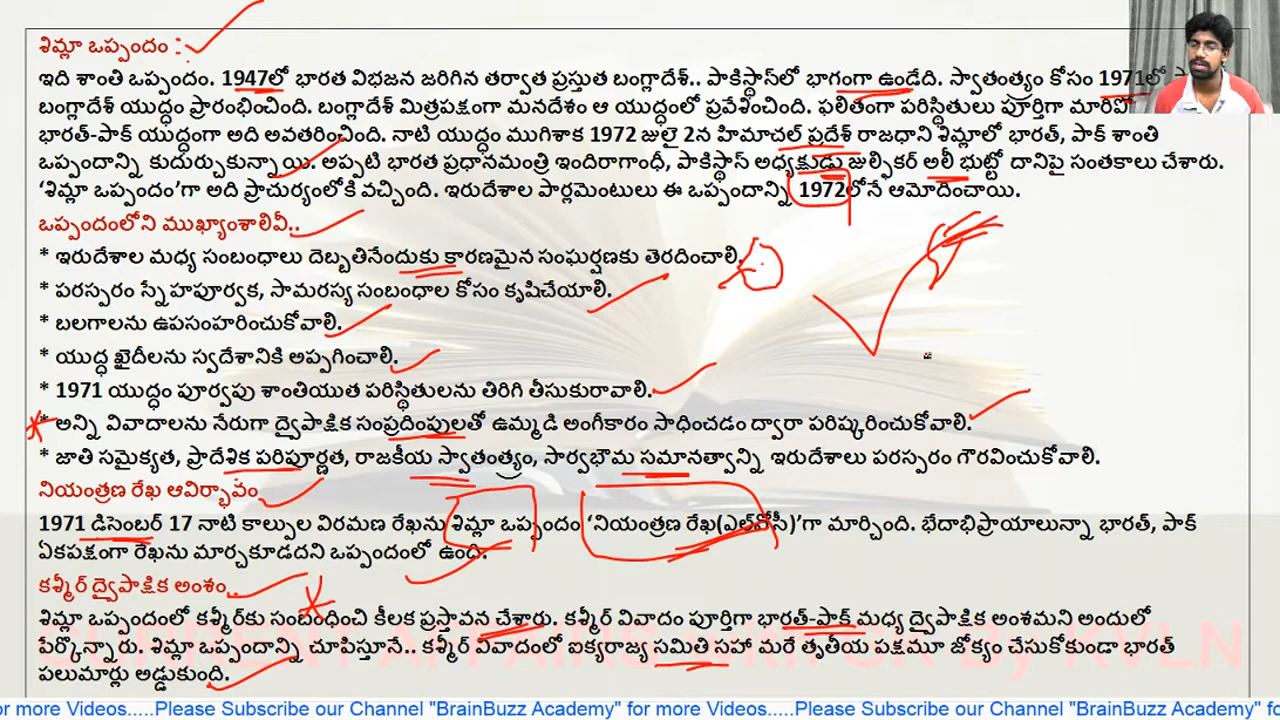 శిమ్లా ఒప్పందం :
ఇది శాంతి ఒప్పందం. 1947లో భారత విభజన జరిగిన తర్వాత ప్రస్తుత బంగ్లాదేశ్.. పాకిస్థాన్‌లో భాగంగా ఉండేది. స్వాతంత్ర్యం కోసం 1971లో
బంగ్లాదేశ్ యుద్ధం ప్రారంభించింది. బంగ్లాదేశ్ మిత్రపక్షంగా మనదేశం ఆ యుద్ధంలో ప్రవేశించింది. ఫలితంగా పరిస్థితులు పూర్తిగా మారిపో
భారత్-పాక్ యుద్ధంగా అది అవతరించింది. నాటి యుద్ధం ముగిశాక 1972 జులై 2న హిమాచల్ ప్రదేశ్ రాజధాని శిమ్లాలో భారత్, పాక్ శాంతి
ఒప్పందాన్ని కుదుర్చుకున్నాయి. అప్పటి భారత ప్రధానమంత్రి ఇందిరాగాంధీ, పాకిస్థాన్ అధ్యక్షుడు జుల్ఫికర్ అలీ భుట్టో దానిపై సంతకాలు చేశారు.
‘శిమ్లా ఒప్పందం’గా అది ప్రాచుర్యంలోకి వచ్చింది. ఇరుదేశాల పార్లమెంటులు ఈ ఒప్పందాన్ని 1972లోనే ఆమోదించాయి.
ఒప్పందంలోని ముఖ్యాంశాలివీ..
* ఇరుదేశాల మధ్య సంబంధాలు దెబ్బతినేందుకు కారణమైన సంఘర్షణకు తెరదించాలి.
* పరస్పరం స్నేహపూర్వక, సామరస్య సంబంధాల కోసం కృషిచేయాలి.
* బలగాలను ఉపసంహరించుకోవాలి.
* యుద్ధ ఖైదీలను స్వదేశానికి అప్పగించాలి.
* 1971 యుద్ధం పూర్వపు శాంతియుత పరిస్థితులను తిరిగి తీసుకురావాలి.
* అన్ని వివాదాలను నేరుగా ద్వైపాక్షిక సంప్రదింపులతో ఉమ్మడి అంగీకారం సాధించడం ద్వారా పరిష్కరించుకోవాలి.
* జాతి సమైక్యత, ప్రాదేశిక పరిపూర్ణత, రాజకీయ స్వాతంత్ర్యం, సార్వభౌమ సమానత్వాన్ని ఇరుదేశాలు పరస్పరం గౌరవించుకోవాలి.
నియంత్రణ రేఖ ఆవిర్భావం
1971 డిసెంబర్ 17 నాటి కాల్పుల విరమణ రేఖను శిమ్లా ఒప్పందం ‘నియంత్రణ రేఖ(ఎల్‌వోసీ)’గా మార్చింది. భేదాభిప్రాయాలున్నా భారత్, పాక్
ఏకపక్షంగా రేఖను మార్చకూడదని ఒప్పందంలో ఉంది.
కశ్మీర్ ద్వైపాక్షిక అంశం..
శిమ్లా ఒప్పందంలో కశ్మీర్‌కు సంబంధించి కీలక ప్రస్తావన చేశారు. కశ్మీర్ వివాదం పూర్తిగా భారత్-పాక్ మధ్య ద్వైపాక్షిక అంశమని అందులో
పేర్కొన్నారు. శిమ్లా ఒప్పందాన్ని చూపిస్తూనే.. కశ్మీర్ వివాదంలో ఐక్యరాజ్య సమితి సహా మరే తృతీయ పక్షమూ జోక్యం చేసుకోకుండా భారత్
పలుమార్లు అడ్డుకుంది.
or more Videos.....Please Subscribe our Channel "BrainBuzz Academy" for more Videos.....Please Subscribe our Channel "BrainBuzz Academy" fo